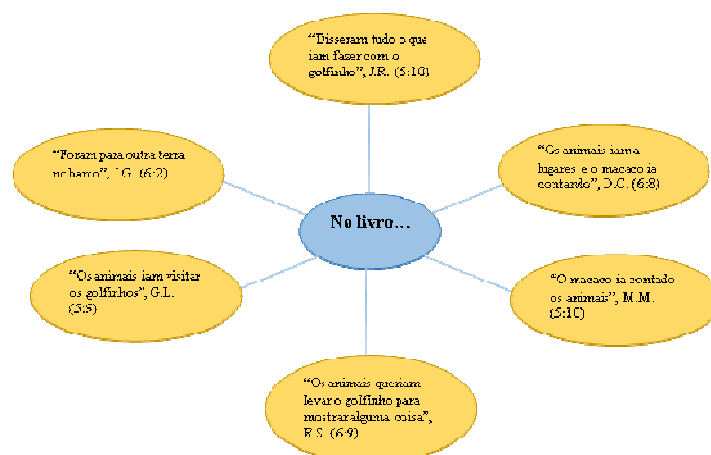 “Disseram tudo o que
iam fazer com o
golfinho”, J.R. (5:10)
“Foram para outra terra
no barco”, I.G. (6:2)
“Os animais iam a
lugares e o macaco ia
contando”, D.C. (6:8)
No livro…
“Os animais iam visitar
os golfinhos”, G.L.
(5:5)
“O macaco ia contado
os animais”, M.M.
(5:10)
“Os animais queriam
levar o golfinho para
mostrar alguma coisa”,
(6:9)